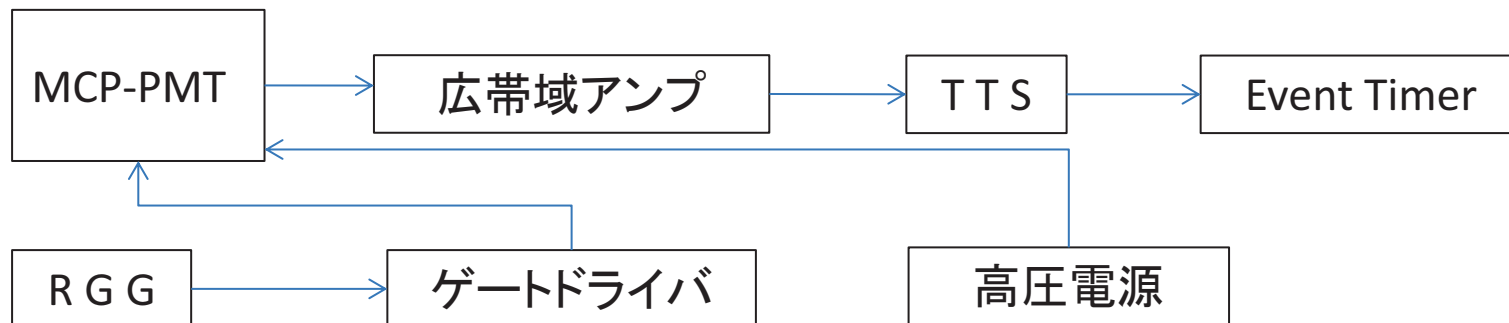 MCP-PMT
広帯域アンプ
T T S
Event Timer
R G G
ゲートドライバ
高圧電源